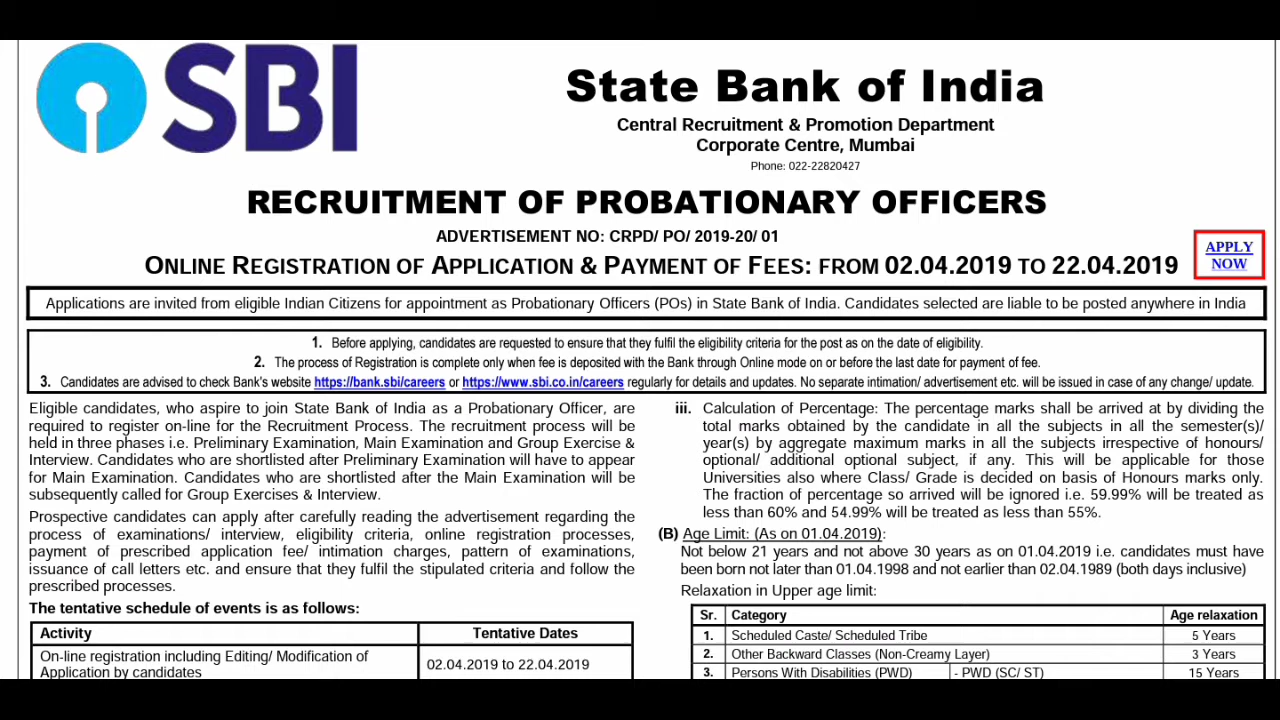 SBI
State Bank of India
Central Recruitment & Promotion Department
Corporate Centre, Mumbai
Phone: 022-22820427
RECRUITMENT OF PROBATIONARY OFFICERS
ADVERTISEMENT NO: CRPD/ PO/ 2019-20/ 01
ONLINE REGISTRATION OF APPLICATION & PAYMENT OF FEES: FROM 02.04.2019 TO 22.04.2019
APPLY
NOW
Applications are invited from eligible Indian Citizens for appointment as Probationary Officers (POs) in State Bank of India. Candidates selected are liable to be posted anywhere in India
1. Before applying, candidates are requested to ensure that they fulfil the eligibility criteria for the post as on the date of eligibility.
2. The process of Registration is complete only when fee is deposited with the Bank through Online mode on or before the last date for payment of fee.
3. Candidates are advised to check Bank's website https://bank.sbi/careers or https://www.sbi.co.in/careers regularly for details and updates. No separate intimation/ advertisement etc. will be issued in case of any change/ update.
Eligible candidates, who aspire to join State Bank of India as a Probationary Officer, are
required to register on-line for the Recruitment Process. The recruitment process will be
held in three phases i.e. Preliminary Examination, Main Examination and Group Exercise &
Interview. Candidates who are shortlisted after Preliminary Examination will have to appear
for Main Examination. Candidates who are shortlisted after the Main Examination will be
subsequently called for Group Exercises & Interview.
Prospective candidates can apply after carefully reading the advertisement regarding the
process of examinations/ interview, eligibility criteria, online registration processes,
payment of prescribed application fee/ intimation charges, pattern of examinations,
issuance of call letters etc. and ensure that they fulfil the stipulated criteria and follow the
prescribed processes.
The tentative schedule of events is as follows:
Activity Tentative Dates
On-line registration including Editing/ Modification of
Application by candidates 02.04.2019 to 22.04.2019
iii. Calculation of Percentage: The percentage marks shall be arrived at by dividing the
total marks obtained by the candidate in all the subjects in all the semester(s)/
year(s) by aggregate maximum marks in all the subjects irrespective of honours/
optional/ additional optional subject, if any. This will be applicable for those
Universities also where Class/ Grade is decided on basis of Honours marks only.
The fraction of percentage so arrived will be ignored i.e. 59.99% will be treated as
less than 60% and 54.99% will be treated as less than 55%.
(B) Age Limit: (As on 01.04.2019):
Not below 21 years and not above 30 years as on 01.04.2019 i.e. candidates must have
been born not later than 01.04.1998 and not earlier than 02.04.1989 (both days inclusive)
Relaxation in Upper age limit:
Sr. Category Age relaxation
1. Scheduled Caste/ Scheduled Tribe 5 Years
2. Other Backward Classes (Non-Creamy Layer) 3 Years
3. Persons With Disabilities (PWD) - PWD (SC/ ST) 15 Years